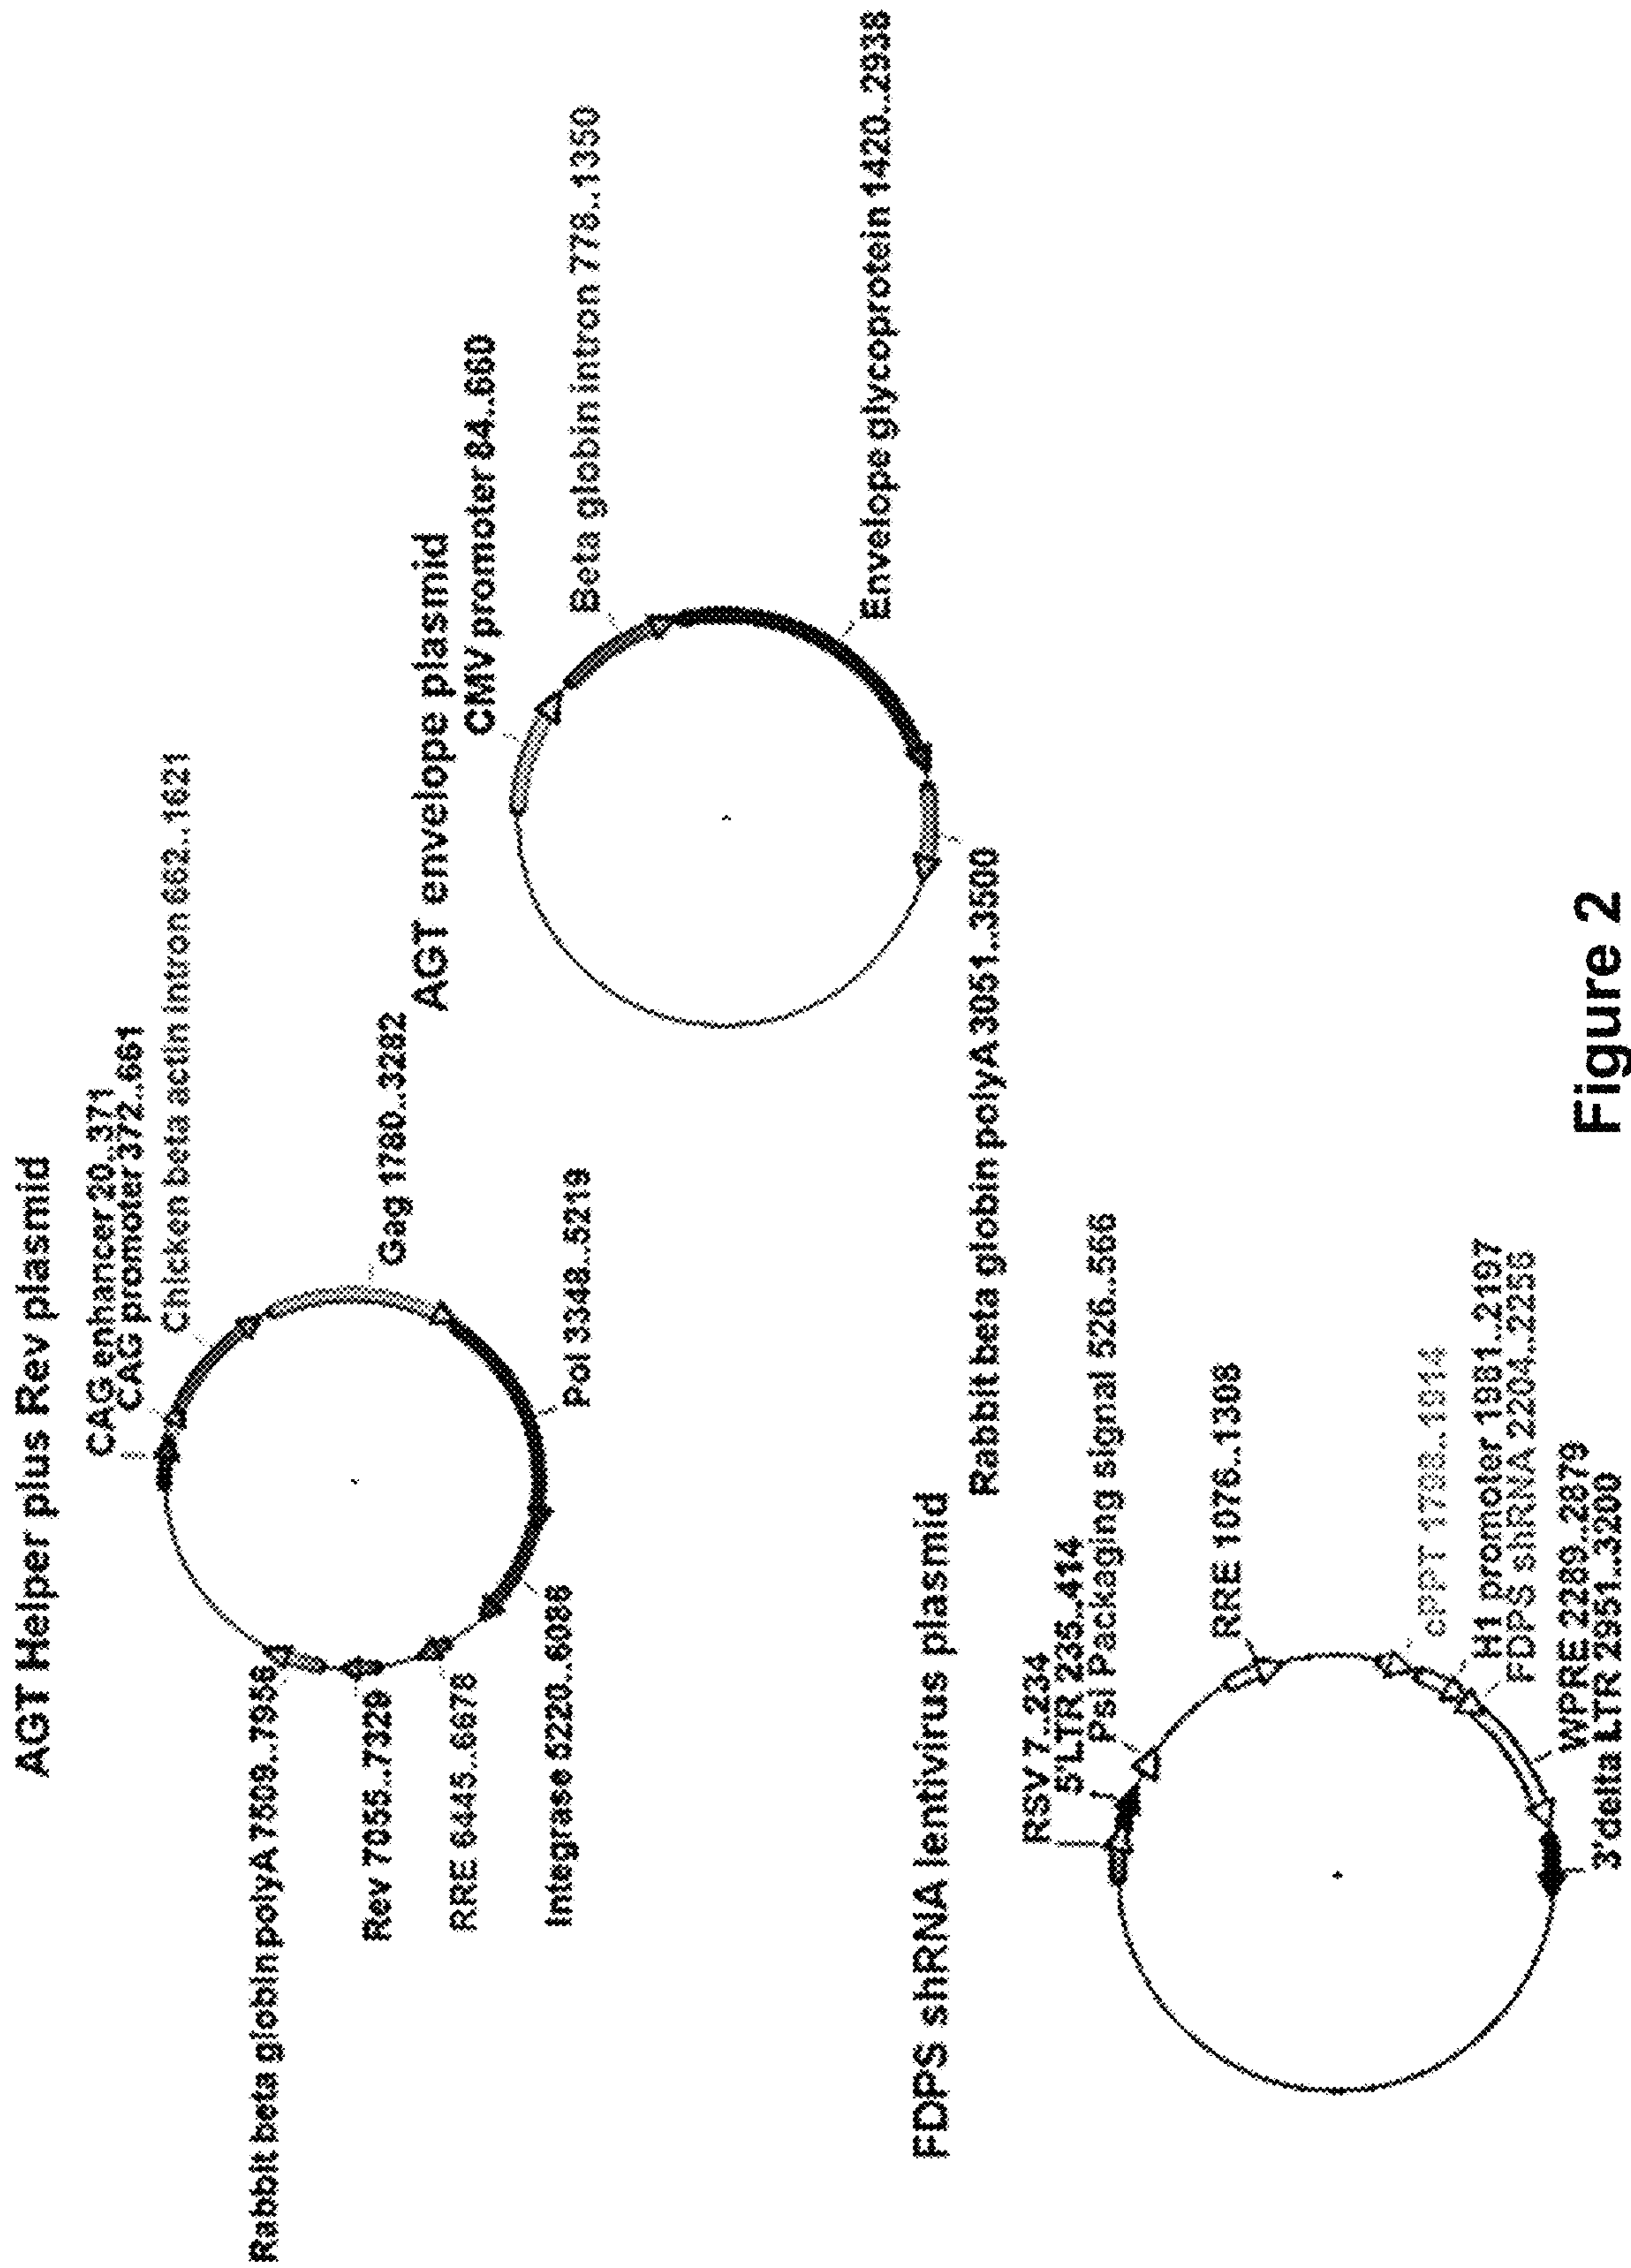 AGT Helper plus Rev plasmid
CAG enhancer 20..371
CAG promoter 372..661
Chicken beta actin intron 662..1621
Gag 1780..3282
Pol 3348..5219
Integrase 5220..6086
RRE 6445..6678
Rev 7055..7329
Rabbit beta globin polyA 7509..7958
AGT envelope plasmid
CMV promoter 84..660
Beta globin intron 778..1350
Envelope glycoprotein 1420..2938
Rabbit beta globin polyA 3051..3500
FDPS shRNA lentivirus plasmid
RSV 7..234
5'LTR 235..414
Psi Packaging signal 526..566
RRE 1076..1308
cPPT 1798..1914
H1 promoter 1981..2197
FDPS shRNA 2204..2256
WPRE 2289..2879
3'delta LTR 2951..3200
Figure 2